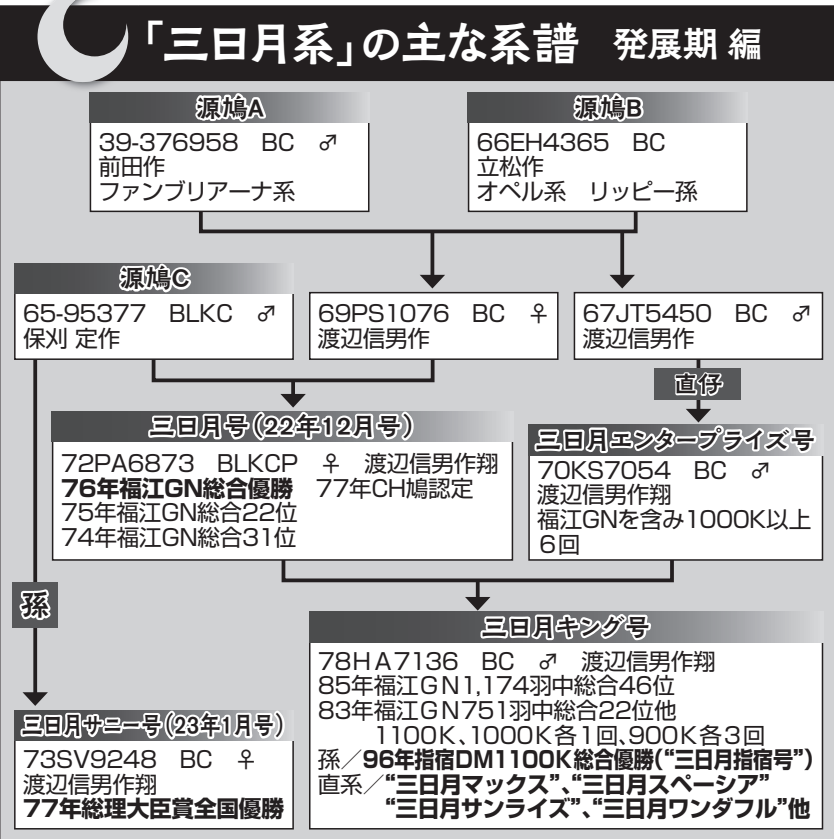 「三日月系」の主な系譜 発展期 編
源鳩A
39-376958 BC ♂
前田作
ファンブリアーナ系
源鳩B
66EH4365 BC
立松作
オペル系 リッピー孫
源鳩C
65-95377 BLKC ♂
保刈 定作
69PS1076 BC ♀
渡辺信男作
67JT5450 BC ♂
渡辺信男作
直仔
三日月号(22年12月号)
72PA6873 BLKCP ♀ 渡辺信男作翔
76年福江GN総合優勝 77年CH鳩認定
75年福江GN総合22位
74年福江GN総合31位
三日月エンタープライズ号
70KS7054 BC ♂
渡辺信男作翔
福江GNを含み1000K以上
6回
孫
三日月サニー号(23年1月号)
73SV9248 BC ♀
渡辺信男作翔
77年総理大臣賞全国優勝
三日月キング号
78HA7136 BC ♂ 渡辺信男作翔
85年福江GN1,174羽中総合46位
83年福江GN751羽中総合22位他
1100K、1000K各1回、900K各3回
孫/96年指宿DM1100K総合優勝("三日月指宿号")
直系/"三日月マックス"、"三日月スペーシア"
"三日月サンライズ"、"三日月ワンダフル"他